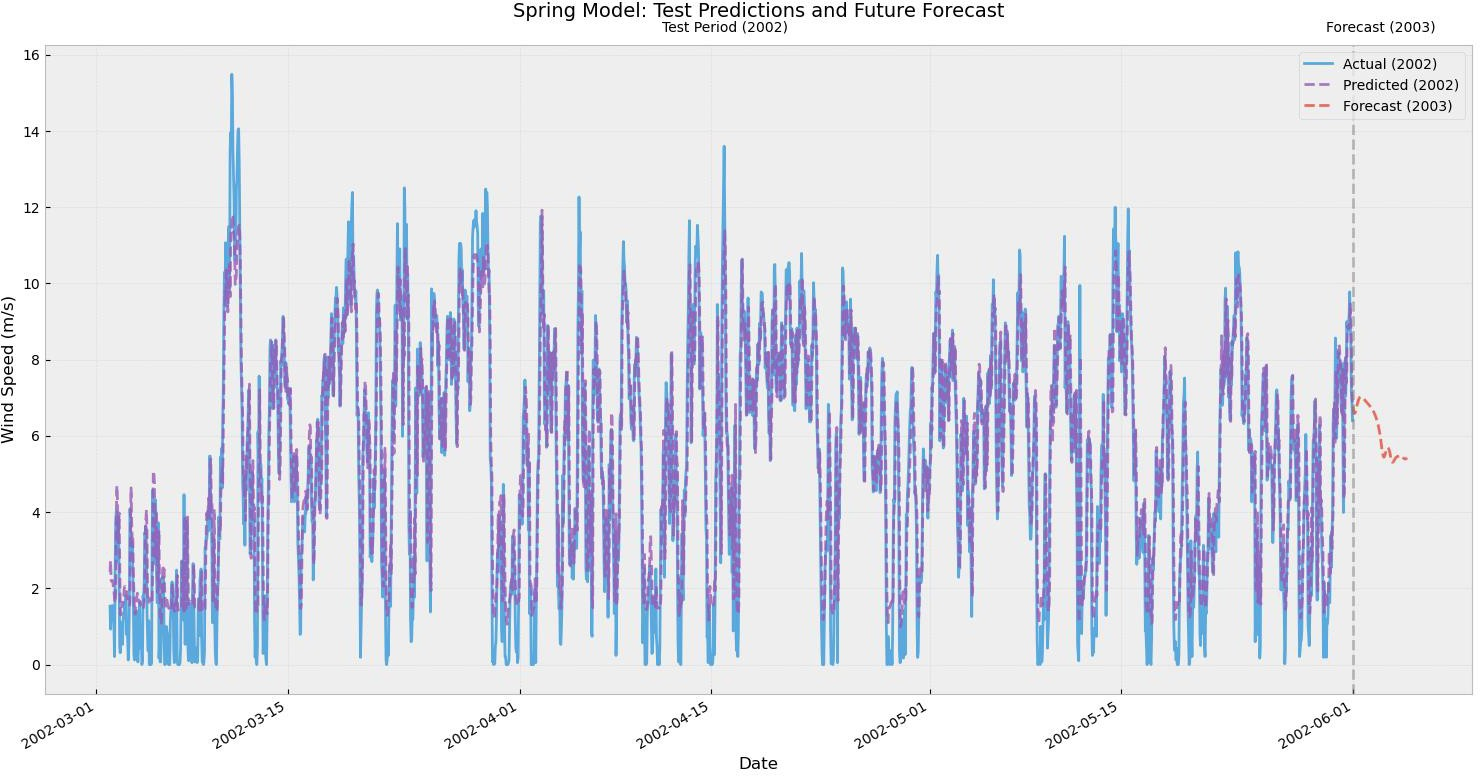 Spring Model: Test Predictions and Future Forecast
Test Period (2002)
Forecast (2003)
Actual (2002)
Predicted (2002)
Forecast (2003)
Wind Speed (m/s)
16
14
12
10
8
6
4
2
0
2002-03-01
2002-03-15
2002-04-01
2002-04-15
2002-05-01
2002-05-15
2002-06-01
Date